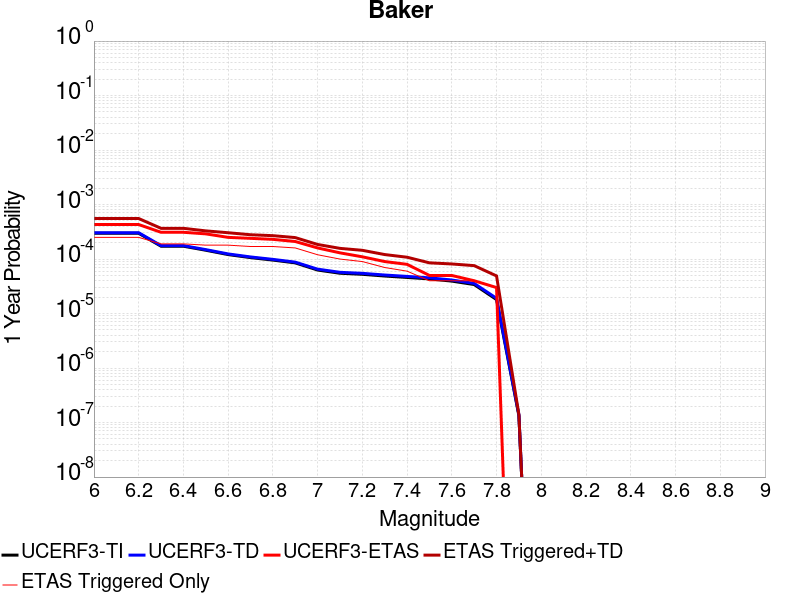 Baker
10^0
10^-1
10^-2
10^-3
10^-4
10^-5
10^-6
10^-7
10^-8
1 Year Probability
6 6.2 6.4 6.6 6.8 7 7.2 7.4 7.6 7.8 8 8.2 8.4 8.6 8.8 9
Magnitude
UCERF3-TI UCERF3-TD UCERF3-ETAS ETAS Triggered+TD
ETAS Triggered Only